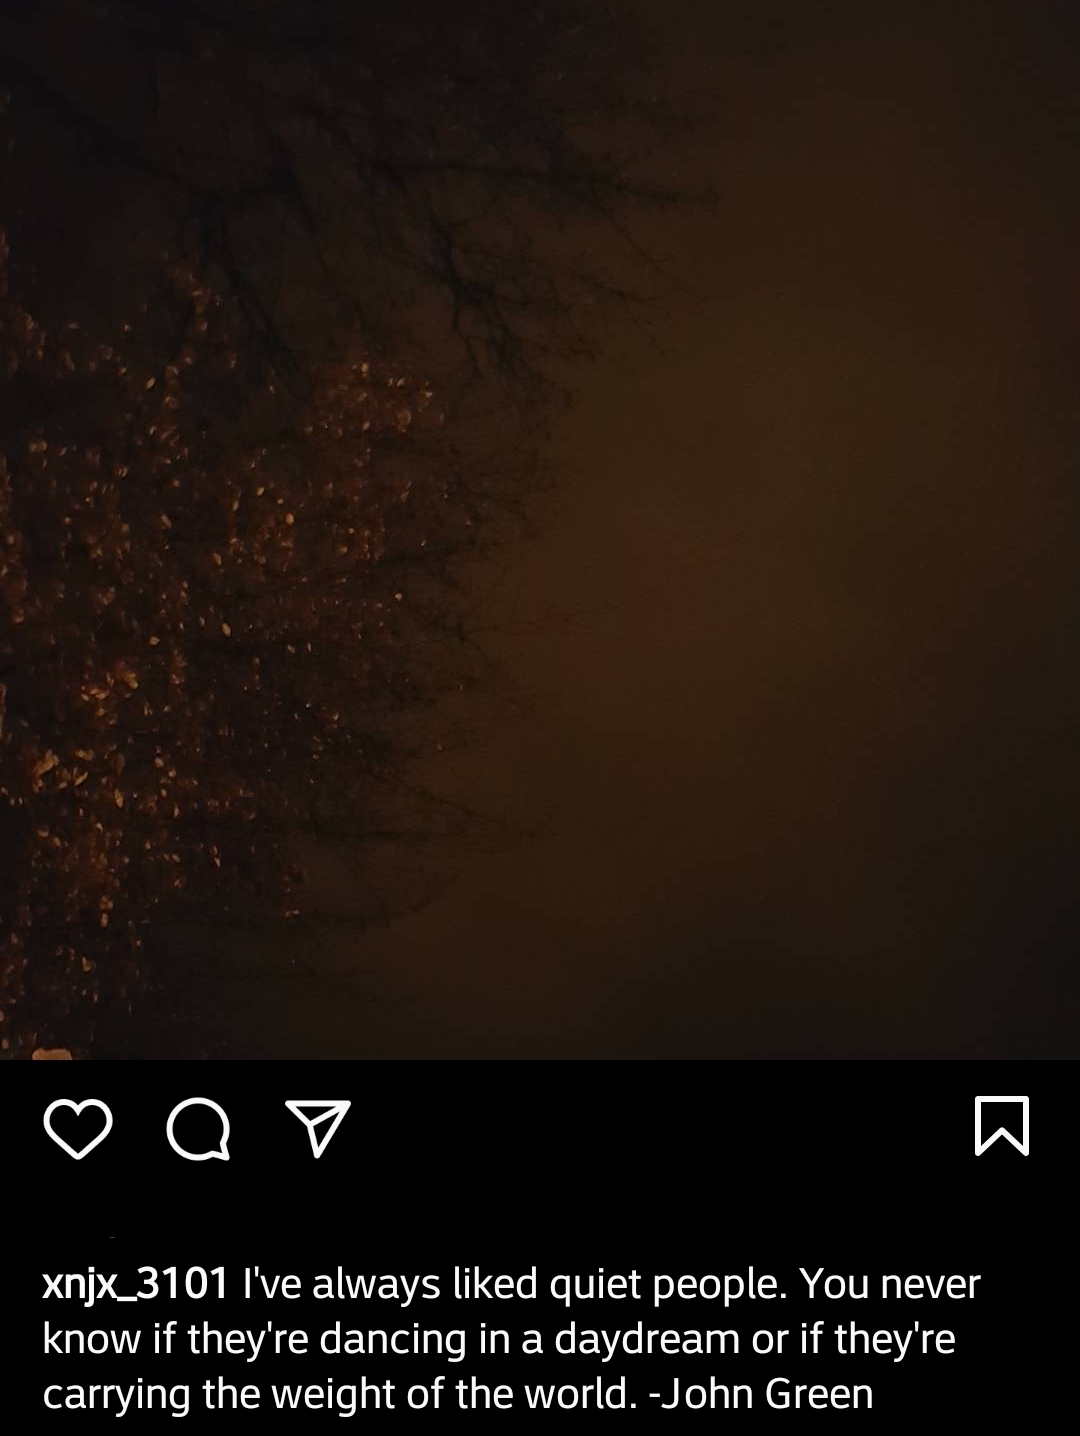 xnjx_3101 I've always liked quiet people. You never
know if they're dancing in a daydream or if they're
carrying the weight of the world. -John Green